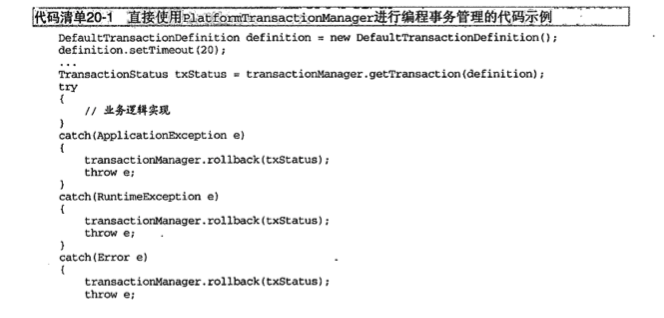 代码清单20-1 直接使用PlatformTransactionManager进行编程事务管理的代码示例
DefaultTransactionDefinition definition = new DefaultTransactionDefinition();
definition.setTimeout(20);
...
TransactionStatus txStatus = transactionManager.getTransaction(definition);
try
{
// 业务逻辑实现
}
catch(ApplicationException e)
{
transactionManager.rollback(txStatus);
throw e;
}
catch(RuntimeException e)
{
transactionManager.rollback(txStatus);
throw e;
}
catch(Error e)
{
transactionManager.rollback(txStatus);
throw e;